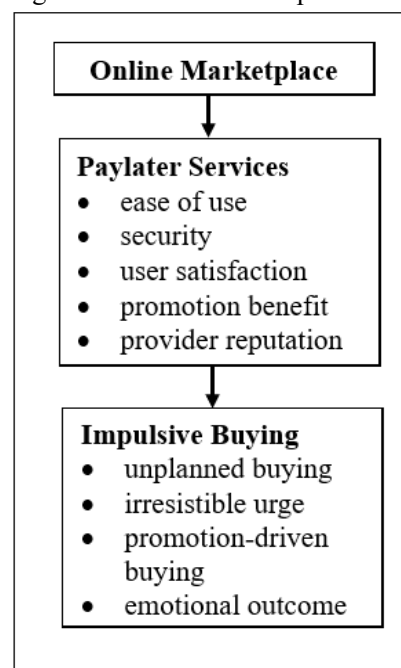 Online Marketplace
Paylater Services
• ease of use
• security
• user satisfaction
• promotion benefit
• provider reputation
Impulsive Buying
• unplanned buying
• irresistible urge
• promotion-driven
buying
• emotional outcome